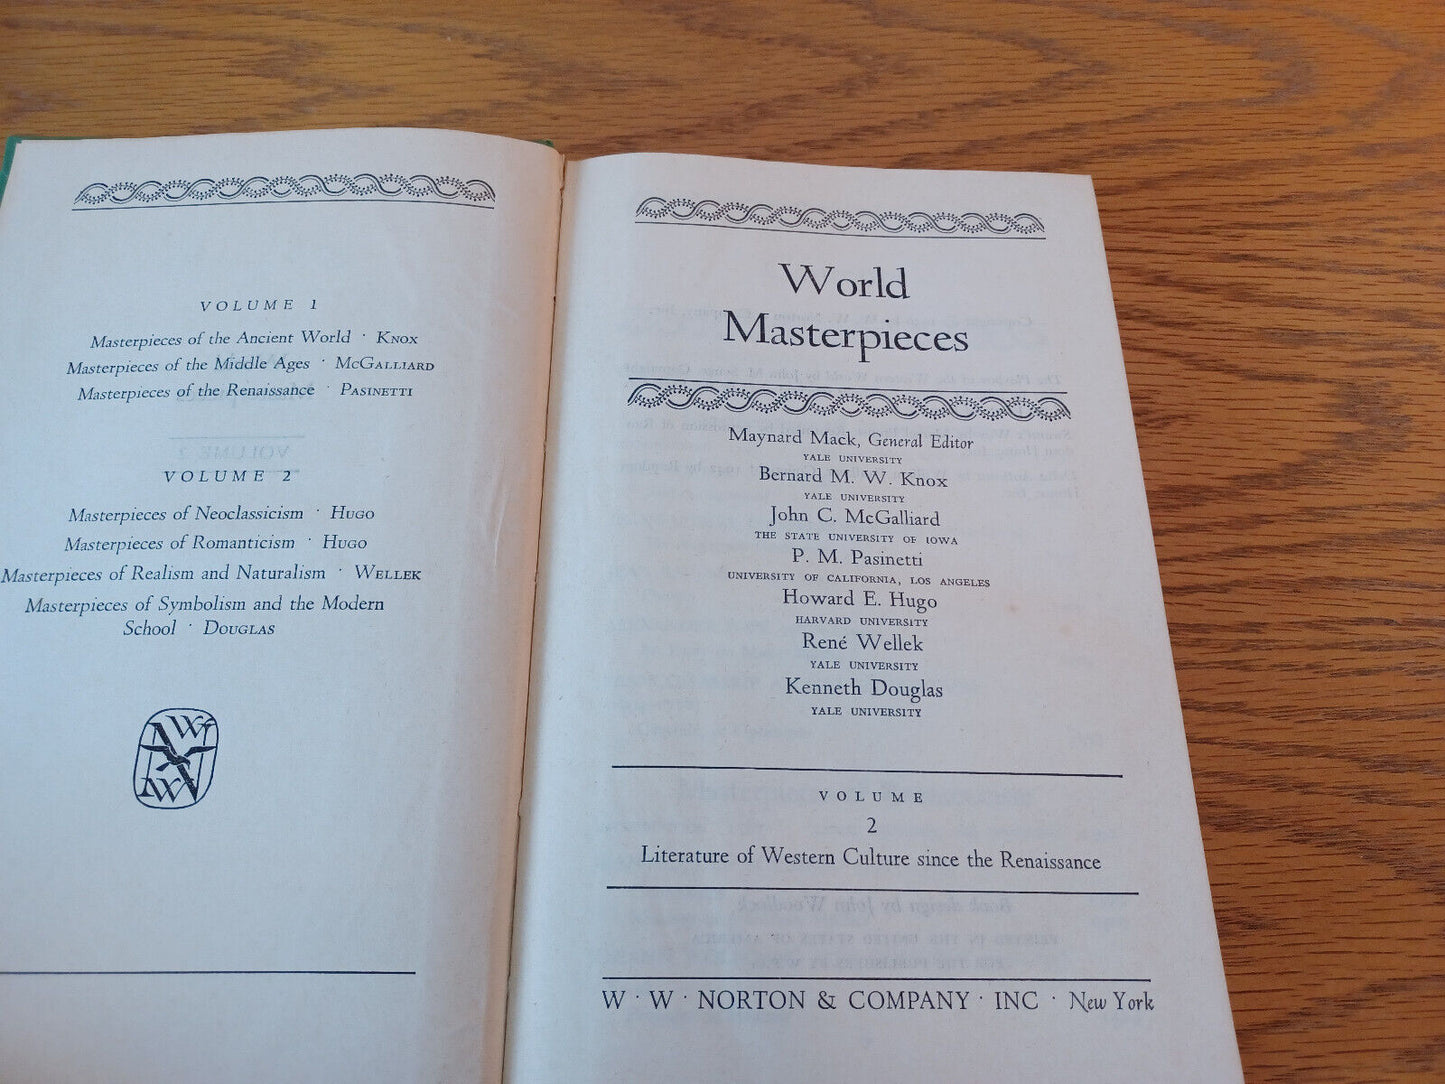 VOLUME 1
Masterpieces of the Ancient World · KNOX
Masterpieces of the Middle Ages · MCGALLIARD
Masterpieces of the Renaissance · PASINETTI
VOLUME 2
Masterpieces of Neoclassicism · HUGO
Masterpieces of Romanticism · HUGO
Masterpieces of Realism and Naturalism · WELLEK
Masterpieces of Symbolism and the Modern
School · DOUGLAS
World
Masterpieces
Maynard Mack, General Editor
YALE UNIVERSITY
Bernard M. W. Knox
YALE UNIVERSITY
John C. McGalliard
THE STATE UNIVERSITY OF IOWA
P. M. Pasinetti
UNIVERSITY OF CALIFORNIA, LOS ANGELES
Howard E. Hugo
HARVARD UNIVERSITY
René Wellek
YALE UNIVERSITY
Kenneth Douglas
YALE UNIVERSITY
VOLUME
2
Literature of Western Culture since the Renaissance
W · W · NORTON & COMPANY · INC · New York